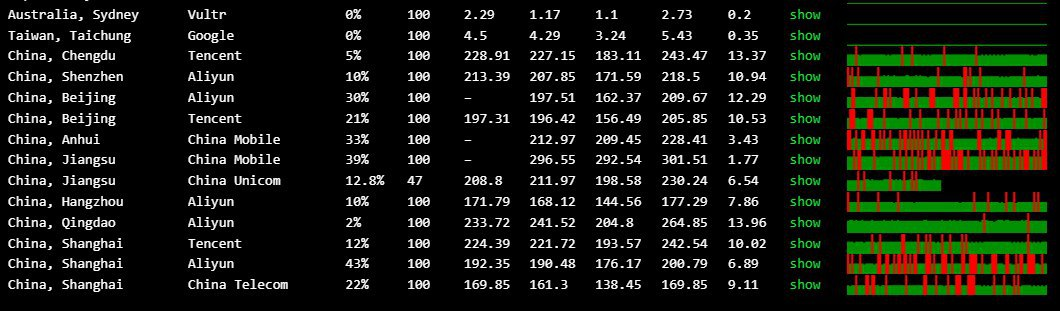 Australia, Sydney Vultr 0% 100 2.29 1.17 1.1 2.73 0.2 show
Taiwan, Taichung Google 0% 100 4.5 4.29 3.24 5.43 0.35 show
China, Chengdu Tencent 5% 100 228.91 227.15 183.11 243.47 13.37 show
China, Shenzhen Aliyun 10% 100 213.39 207.85 171.59 218.5 10.94 show
China, Beijing Aliyun 30% 100 – 197.51 162.37 209.67 12.29 show
China, Beijing Tencent 21% 100 197.31 196.42 156.49 205.85 10.53 show
China, Anhui China Mobile 33% 100 – 212.97 209.45 228.41 3.43 show
China, Jiangsu China Mobile 39% 100 – 296.55 292.54 301.51 1.77 show
China, Jiangsu China Unicom 12.8% 47 208.8 211.97 198.58 230.24 6.54 show
China, Hangzhou Aliyun 10% 100 171.79 168.12 144.56 177.29 7.86 show
China, Qingdao Aliyun 2% 100 233.72 241.52 204.8 264.85 13.96 show
China, Shanghai Tencent 12% 100 224.39 221.72 193.57 242.54 10.02 show
China, Shanghai Aliyun 43% 100 192.35 190.48 176.17 200.79 6.89 show
China, Shanghai China Telecom 22% 100 169.85 161.3 138.45 169.85 9.11 show